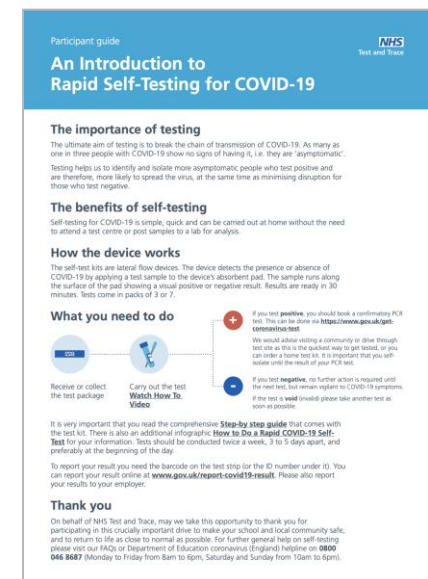 Participant guide
NHS
Test and Trace
An Introduction to
Rapid Self-Testing for COVID-19
The importance of testing
The ultimate aim of testing is to break the chain of transmission of COVID-19. As many as
one in three people with COVID-19 show no signs of having it, i.e. they are 'asymptomatic'.
Testing helps us to identify and isolate more asymptomatic people who test positive and
are therefore, more likely to spread the virus, at the same time as minimising disruption for
those who test negative.
The benefits of self-testing
Self-testing for COVID-19 is simple, quick and can be carried out at home without the need
to attend a test centre or post samples to a lab for analysis.
How the device works
The self-test kits are lateral flow devices. The device detects the presence or absence of
COVID-19 by applying a test sample to the device's absorbent pad. The sample runs along
the surface of the pad showing a visual positive or negative result. Results are ready in 30
minutes. Tests come in packs of 3 or 7.
What you need to do
NHS
Receive or collect
the test package
Carry out the test
Watch How To
Video
+
If you test positive, you should book a confirmatory PCR
test. This can be done via https://www.gov.uk/get-
coronavirus-test
We would advise visiting a community or drive through
test site as this is the quickest way to get tested, or you
can order a home test kit. It is important that you self-
isolate until the result of your PCR test.
-
If you test negative, no further action is required until
the next test, but remain vigilant to COVID-19 symptoms.
If the test is void (invalid) please take another test as
soon as possible.
It is very important that you read the comprehensive Step-by step guide that comes with
the test kit. There is also an additional infographic How to Do a Rapid COVID-19 Self-
Test for your information. Tests should be conducted twice a week, 3 to 5 days apart, and
preferably at the beginning of the day.
To report your result you need the barcode on the test strip (or the ID number under it). You
can report your result online at www.gov.uk/report-covid19-result. Please also report
your results to your employer.
Thank you
On behalf of NHS Test and Trace, may we take this opportunity to thank you for
participating in this crucially important drive to make your school and local community safe,
and to return to life as close to normal as possible. For further general help on self-testing
please visit our FAQs or Department of Education coronavirus (England) helpline on 0800
046 8687 (Monday to Friday from 8am to 6pm, Saturday and Sunday from 10am to 6pm).